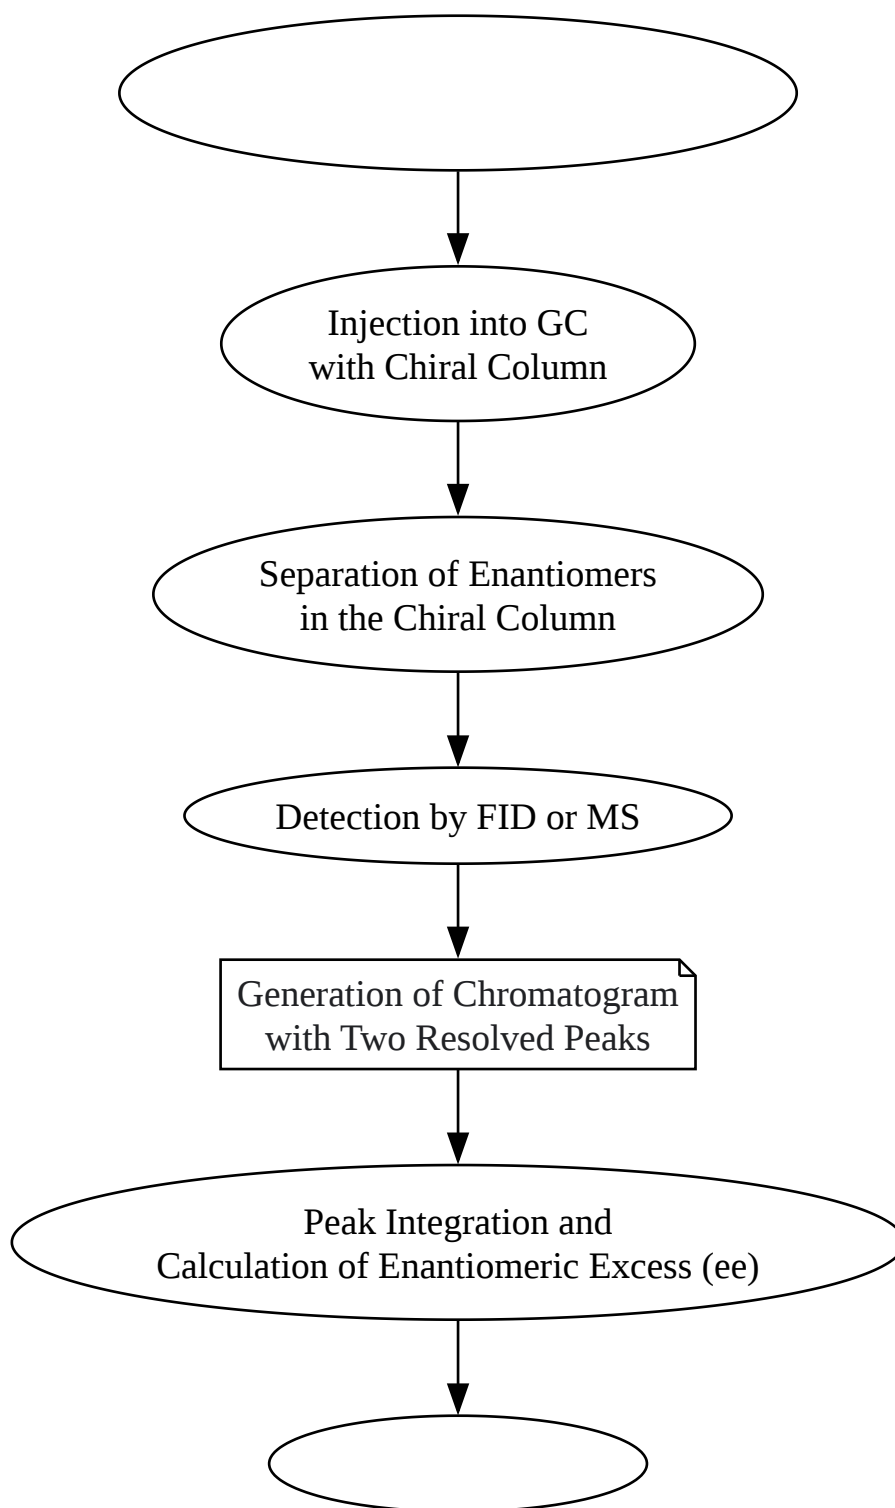 Injection into GC
with Chiral Column
Separation of Enantiomers
in the Chiral Column
Detection by FID or MS
Generation of Chromatogram
with Two Resolved Peaks
Peak Integration and
Calculation of Enantiomeric Excess (ee)